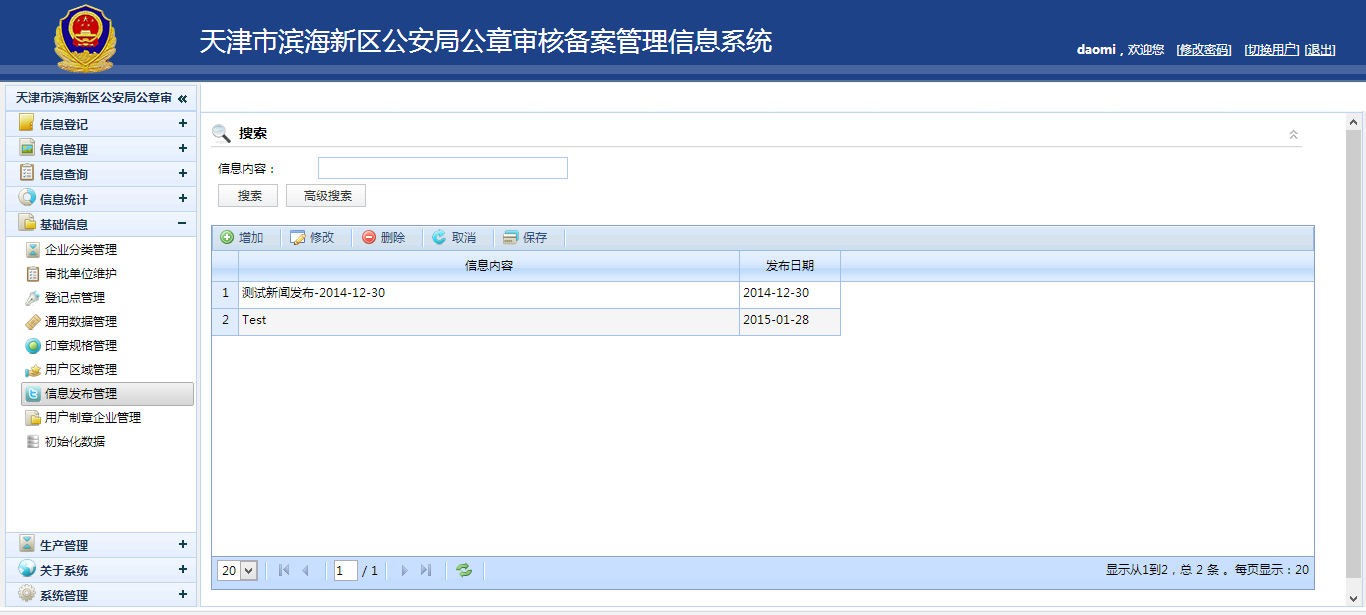 天津市滨海新区公安局公章审核备案管理信息系统
daomi，欢迎您 [修改密码] [切换用户] [退出]
天津市滨海新区公安局公章审 «
信息登记 +
信息管理 +
信息查询 +
信息统计 +
基础信息 −
企业分类管理
审批单位维护
登记点管理
通用数据管理
印章规格管理
用户区域管理
信息发布管理
用户制章企业管理
初始化数据
生产管理 +
关于系统 +
系统管理 +
搜索
信息内容：
搜索 高级搜索
增加 修改 删除 取消 保存
信息内容 发布日期
1 测试新闻发布-2014-12-30 2014-12-30
2 Test 2015-01-28
20 1 / 1 显示从1到2，总 2 条 。每页显示：20